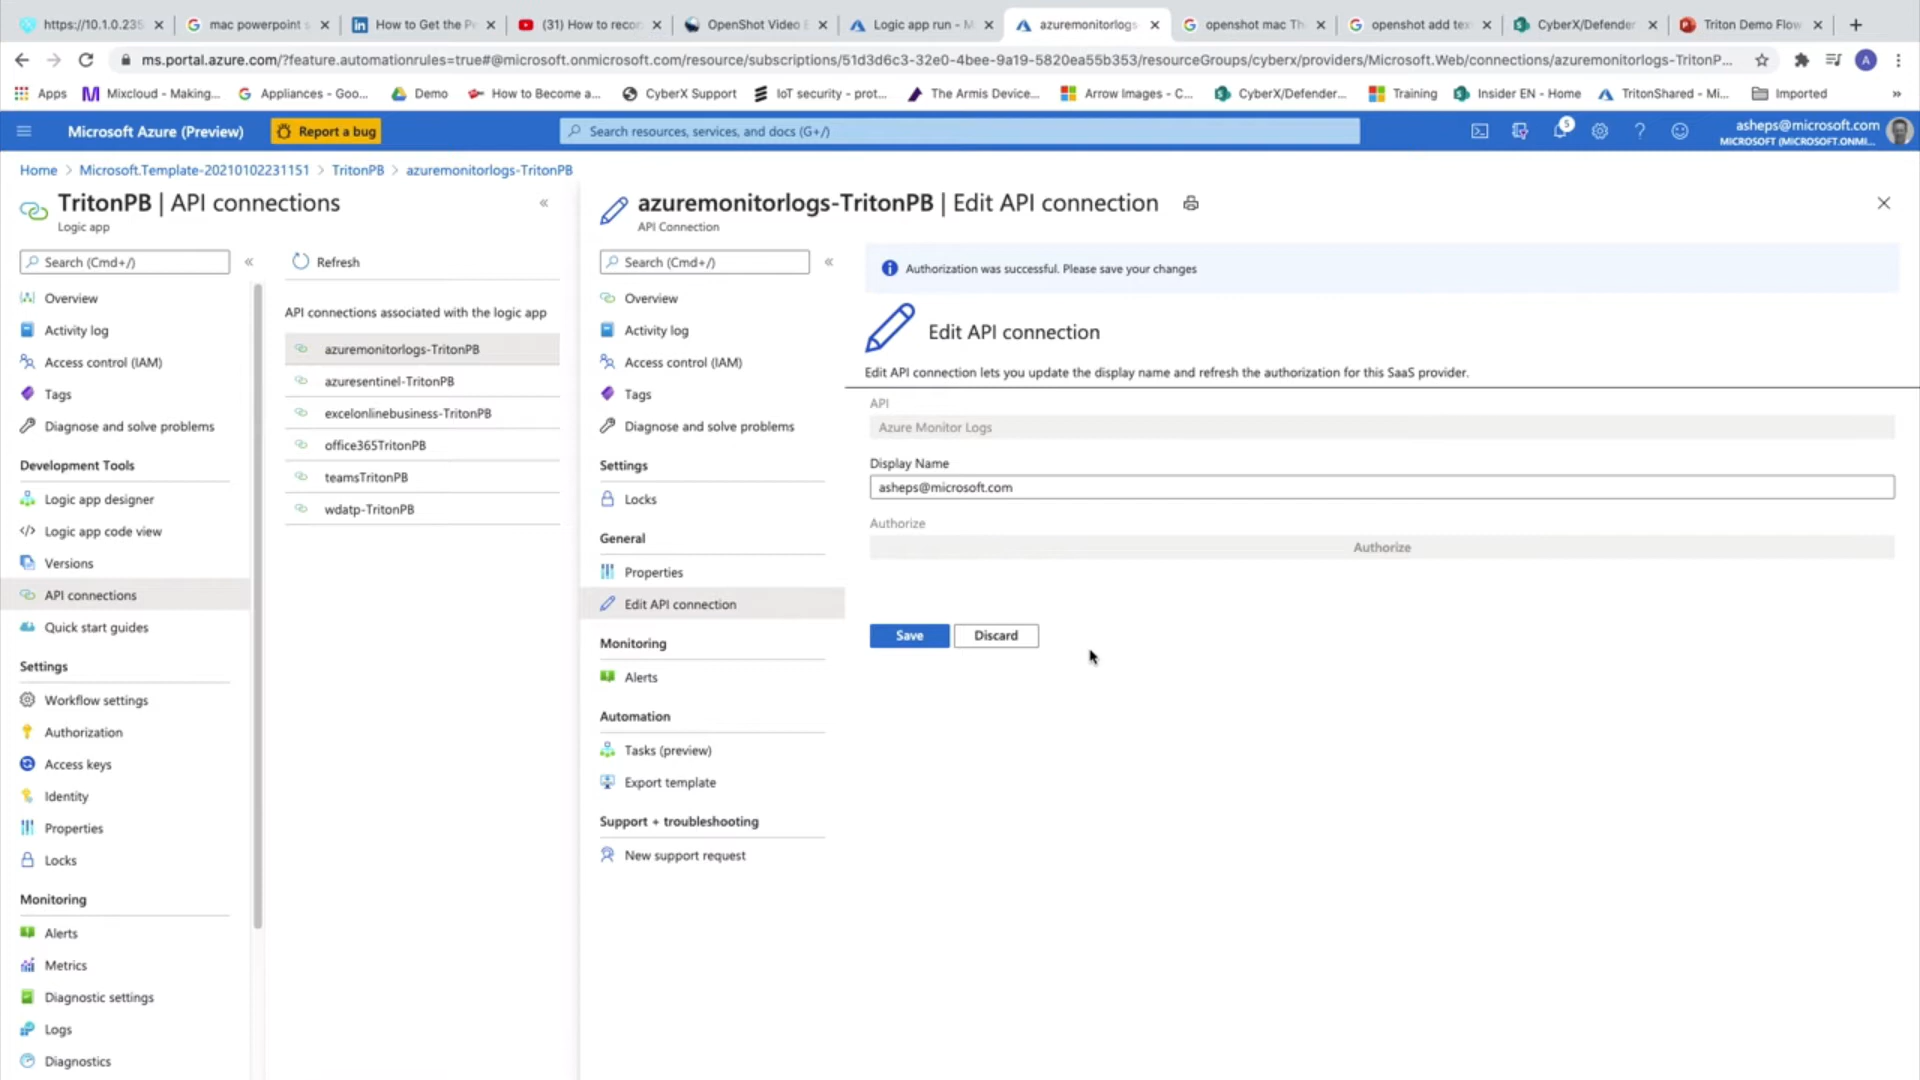 https://10.1.0.235
mac powerpoint s
How to Get the Pe
(31) How to recor
OpenShot Video E
Logic app run - M
azuremonitorlogs-
openshot mac Th
openshot add tex
CyberX/Defender
Triton Demo Flow
ms.portal.azure.com/?feature.automationrules=true#@microsoft.onmicrosoft.com/resource/subscriptions/51d3d6c3-32e0-4bee-9a19-5820ea55b353/resourceGroups/cyberx/providers/Microsoft.Web/connections/azuremonitorlogs-TritonP...
A
Apps
Mixcloud - Making...
Appliances - Goo...
Demo
How to Become a...
CyberX Support
IoT security - prot...
The Armis Device...
Arrow Images - C...
CyberX/Defender...
Training
Insider EN - Home
TritonShared - Mi...
Imported
»
Microsoft Azure (Preview)
Report a bug
Search resources, services, and docs (G+/)
5
asheps@microsoft.com
MICROSOFT (MICROSOFT.ONMI...
Home > Microsoft.Template-20210102231151 > TritonPB > azuremonitorlogs-TritonPB
TritonPB | API connections
Logic app
Search (Cmd+/)
Overview
Activity log
Access control (IAM)
Tags
Diagnose and solve problems
Development Tools
Logic app designer
Logic app code view
Versions
API connections
Quick start guides
Settings
Workflow settings
Authorization
Access keys
Identity
Properties
Locks
Monitoring
Alerts
Metrics
Diagnostic settings
Logs
Diagnostics
Refresh
API connections associated with the logic app
azuremonitorlogs-TritonPB
azuresentinel-TritonPB
excelonlinebusiness-TritonPB
office365TritonPB
teamsTritonPB
wdatp-TritonPB
azuremonitorlogs-TritonPB | Edit API connection
API Connection
Search (Cmd+/)
Overview
Activity log
Access control (IAM)
Tags
Diagnose and solve problems
Settings
Locks
General
Properties
Edit API connection
Monitoring
Alerts
Automation
Tasks (preview)
Export template
Support + troubleshooting
New support request
Authorization was successful. Please save your changes
Edit API connection
Edit API connection lets you update the display name and refresh the authorization for this SaaS provider.
API
Azure Monitor Logs
Display Name
asheps@microsoft.com
Authorize
Authorize
Save
Discard